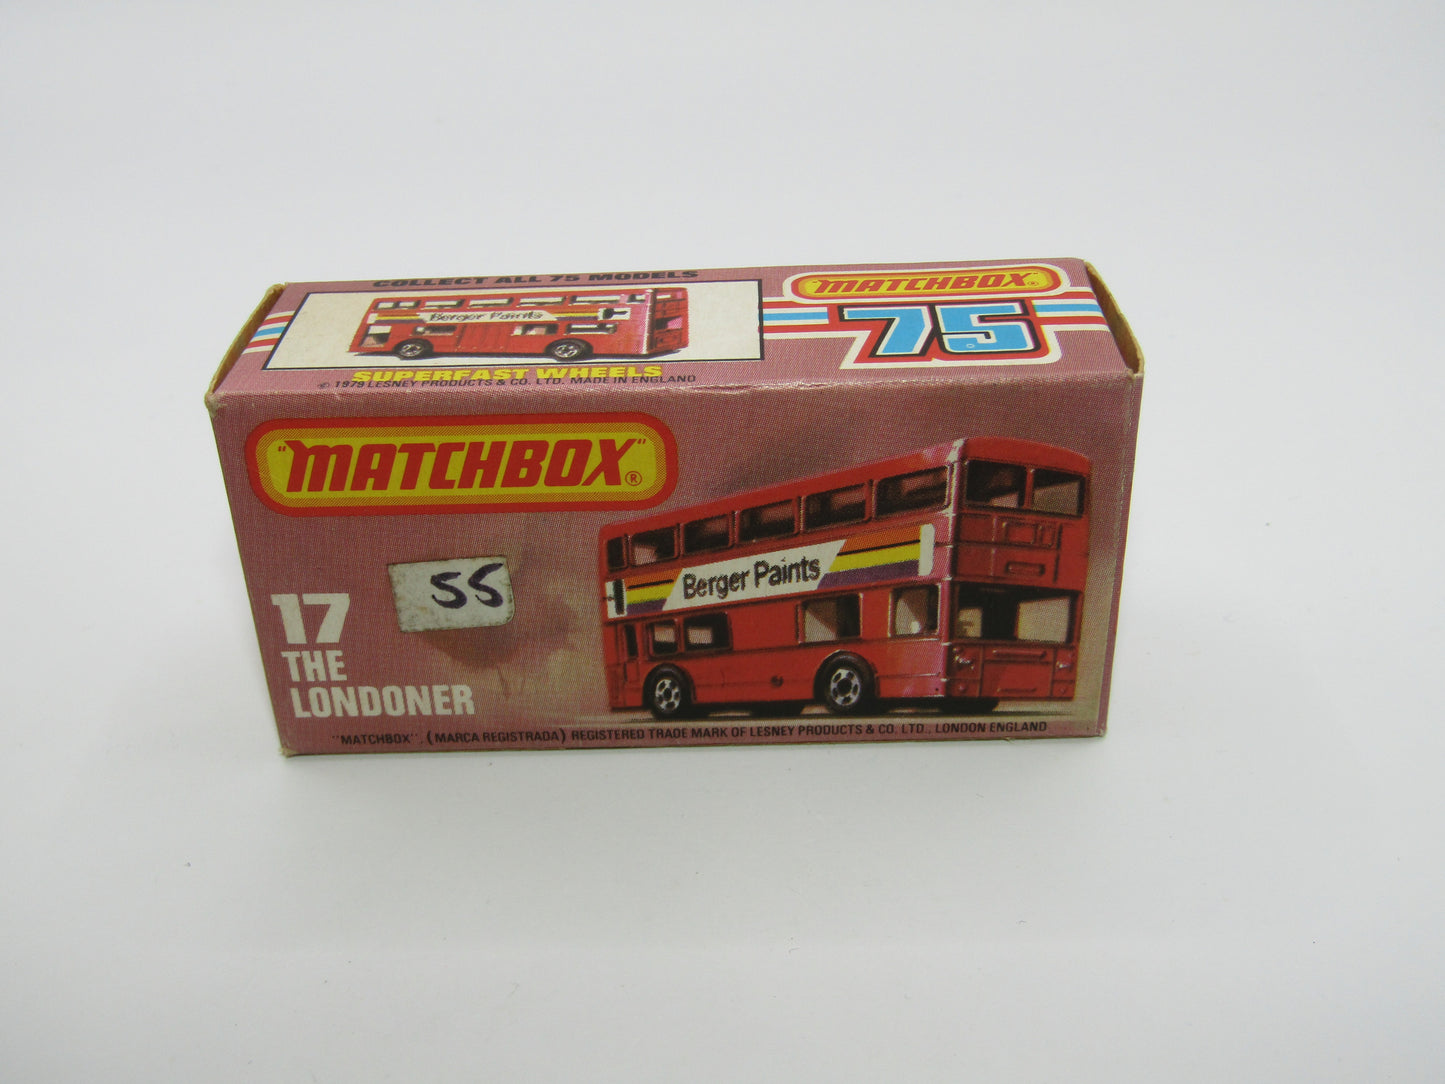 COLLECT ALL 75 MODELS
Berger Paints
SUPERFAST WHEELS
© 1979 LESNEY PRODUCTS & CO. LTD. MADE IN ENGLAND
"MATCHBOX"®
75
"MATCHBOX"®
Berger Paints
55
17
THE
LONDONER
"MATCHBOX", (MARCA REGISTRADA) REGISTERED TRADE MARK OF LESNEY PRODUCTS & CO. LTD., LONDON ENGLAND